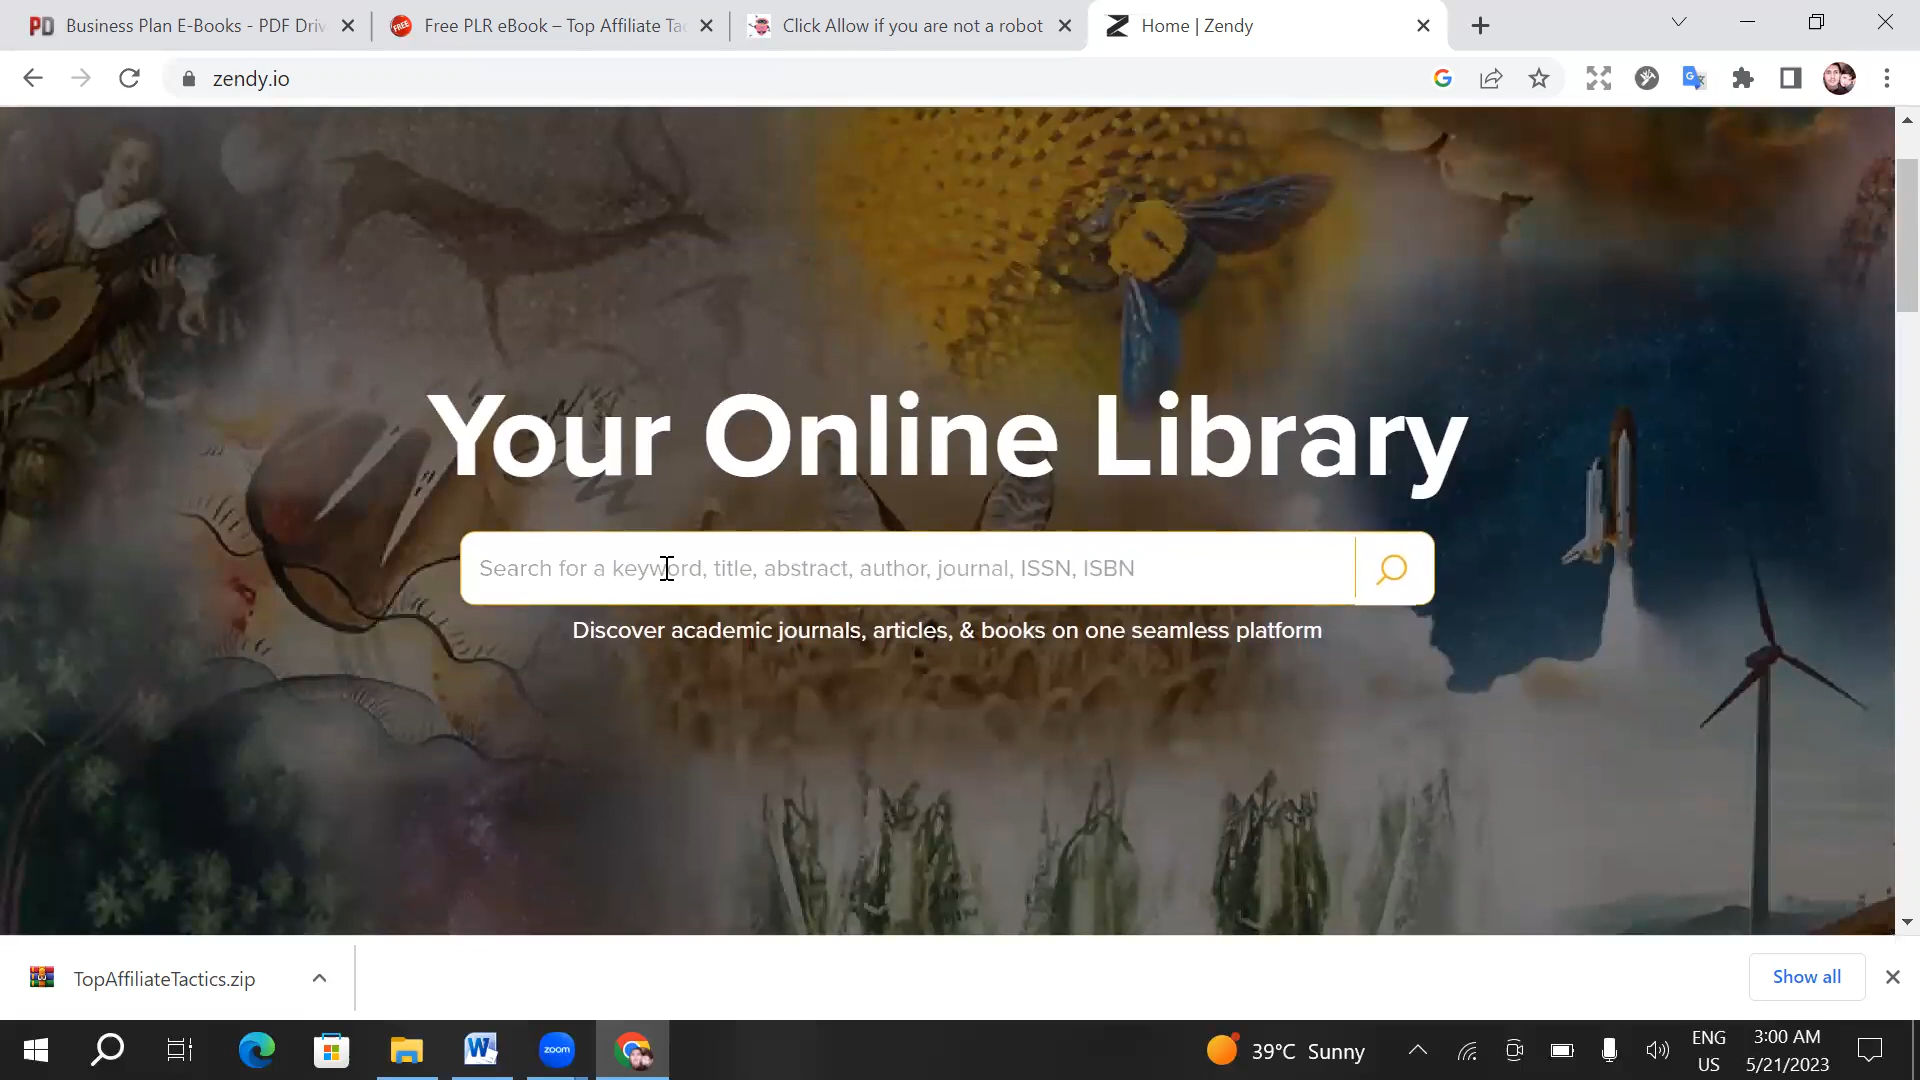 Business Plan E-Books - PDF Driv
Free PLR eBook – Top Affiliate Tac
Click Allow if you are not a robot
Home | Zendy
zendy.io
Your Online Library
Search for a keyword, title, abstract, author, journal, ISSN, ISBN
Discover academic journals, articles, & books on one seamless platform
TopAffiliateTactics.zip
Show all
39°C Sunny
ENG
US
3:00 AM
5/21/2023